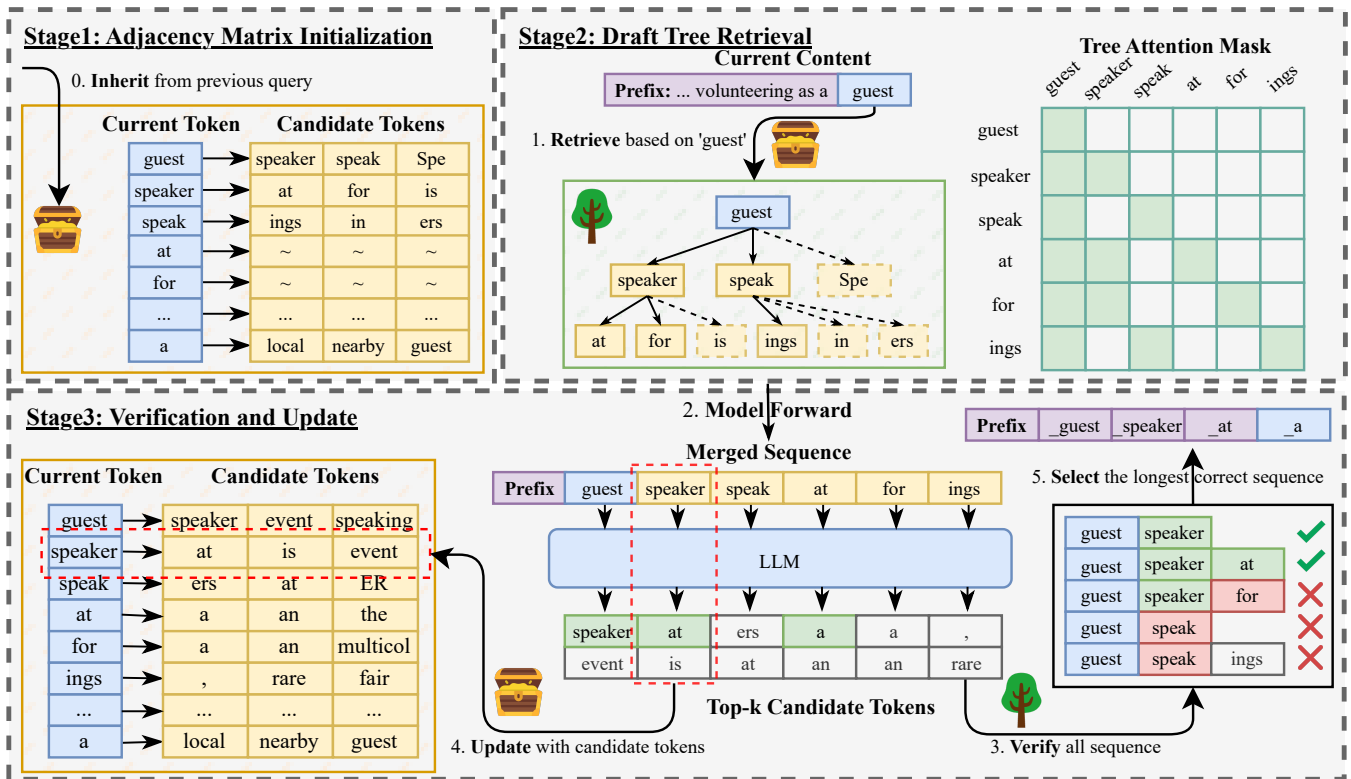 Stage1: Adjacency Matrix Initialization
0. Inherit from previous query
Current Token Candidate Tokens
guest speaker speak Spe
speaker at for is
speak ings in ers
at ~ ~ ~
for ~ ~ ~
... ... ... ...
a local nearby guest
Stage2: Draft Tree Retrieval
Current Content
Prefix: ... volunteering as a guest
1. Retrieve based on 'guest'
guest
speaker speak Spe
at for is ings in ers
Tree Attention Mask
guest speaker speak at for ings
guest
speaker
speak
at
for
ings
Stage3: Verification and Update
Current Token Candidate Tokens
guest speaker event speaking
speaker at is event
speak ers at ER
at a an the
for a an multicol
ings , rare fair
... ... ... ...
a local nearby guest
2. Model Forward
Merged Sequence
Prefix guest speaker speak at for ings
LLM
speaker at ers a a ,
event is at an an rare
Top-k Candidate Tokens
4. Update with candidate tokens
3. Verify all sequence
Prefix _guest _speaker _at _a
5. Select the longest correct sequence
guest speaker
guest speaker at
guest speaker for
guest speak
guest speak ings